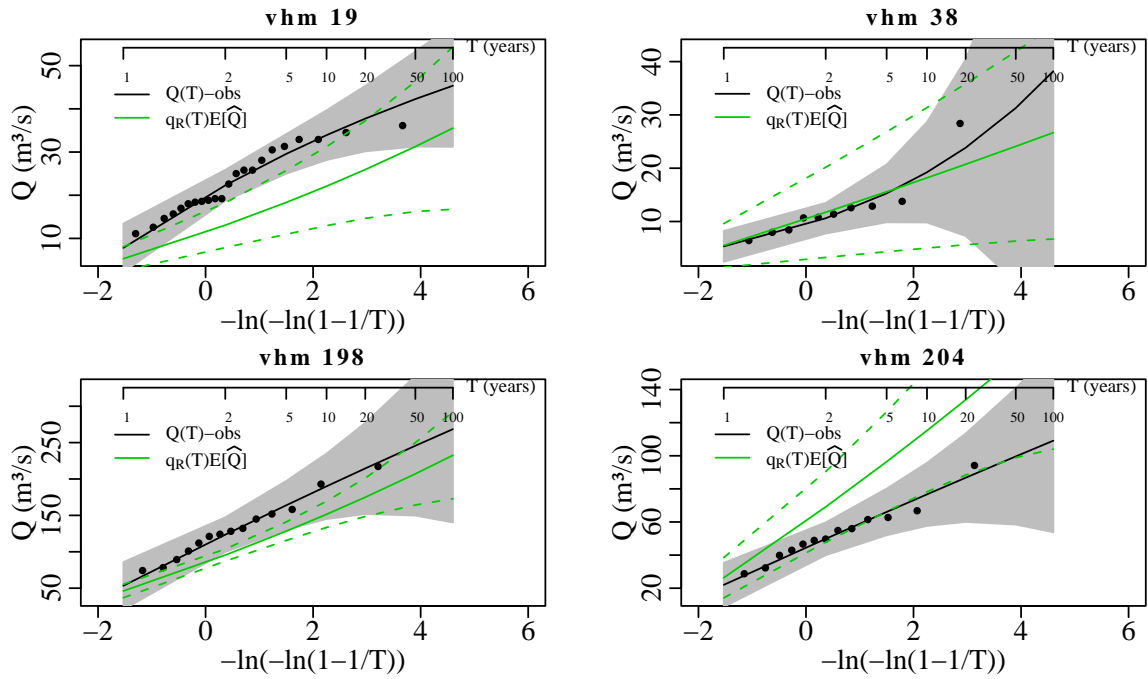 vhm 19
T (years)
1 2 5 10 20 50 100
Q(T)−obs
q_R(T)E[Q̂]
Q (m³/s)
10 30 50
−2 0 2 4 6
−ln(−ln(1−1/T))
vhm 38
T (years)
1 2 5 10 20 50 100
Q(T)−obs
q_R(T)E[Q̂]
Q (m³/s)
10 20 30 40
−2 0 2 4 6
−ln(−ln(1−1/T))
vhm 198
T (years)
1 2 5 10 20 50 100
Q(T)−obs
q_R(T)E[Q̂]
Q (m³/s)
50 150 250
−2 0 2 4 6
−ln(−ln(1−1/T))
vhm 204
T (years)
1 2 5 10 20 50 100
Q(T)−obs
q_R(T)E[Q̂]
Q (m³/s)
20 60 100 140
−2 0 2 4 6
−ln(−ln(1−1/T))